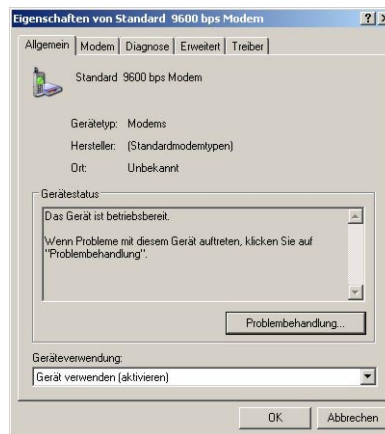 Eigenschaften von Standard 9600 bps Modem
Allgemein Modem Diagnose Erweitert Treiber
Standard 9600 bps Modem
Gerätetyp: Modems
Hersteller: (Standardmodemtypen)
Ort: Unbekannt
Gerätestatus
Das Gerät ist betriebsbereit.
Wenn Probleme mit diesem Gerät auftreten, klicken Sie auf
"Problembehandlung".
Problembehandlung...
Geräteverwendung:
Gerät verwenden (aktivieren)
OK Abbrechen